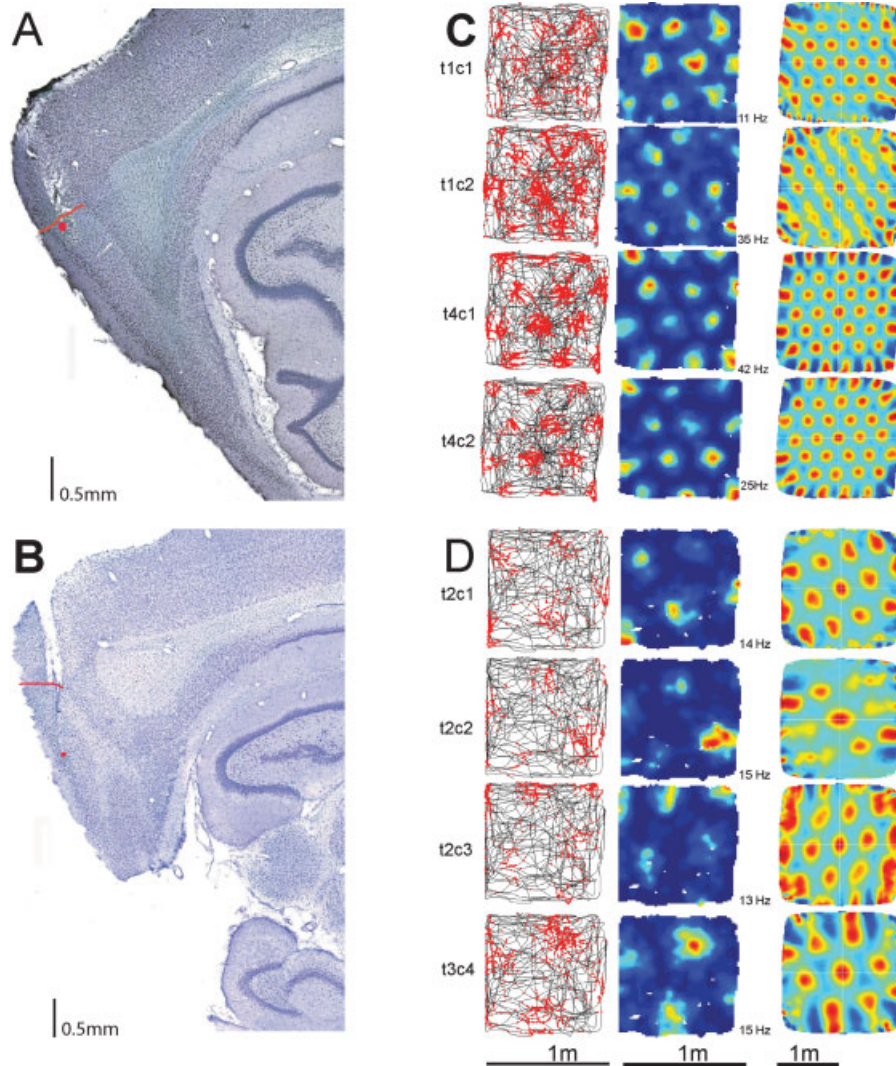 A
0.5mm
B
0.5mm
C
t1c1
11 Hz
t1c2
35 Hz
t4c1
42 Hz
t4c2
25Hz
D
t2c1
14 Hz
t2c2
15 Hz
t2c3
13 Hz
t3c4
15 Hz
1m
1m
1m